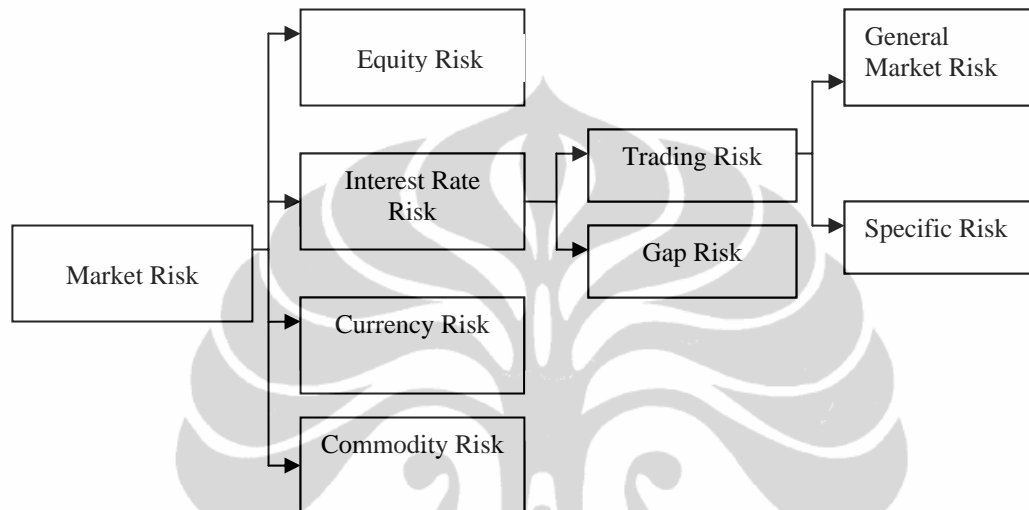 Market Risk
Equity Risk
Interest Rate
Risk
Currency Risk
Commodity Risk
Trading Risk
Gap Risk
General
Market Risk
Specific Risk